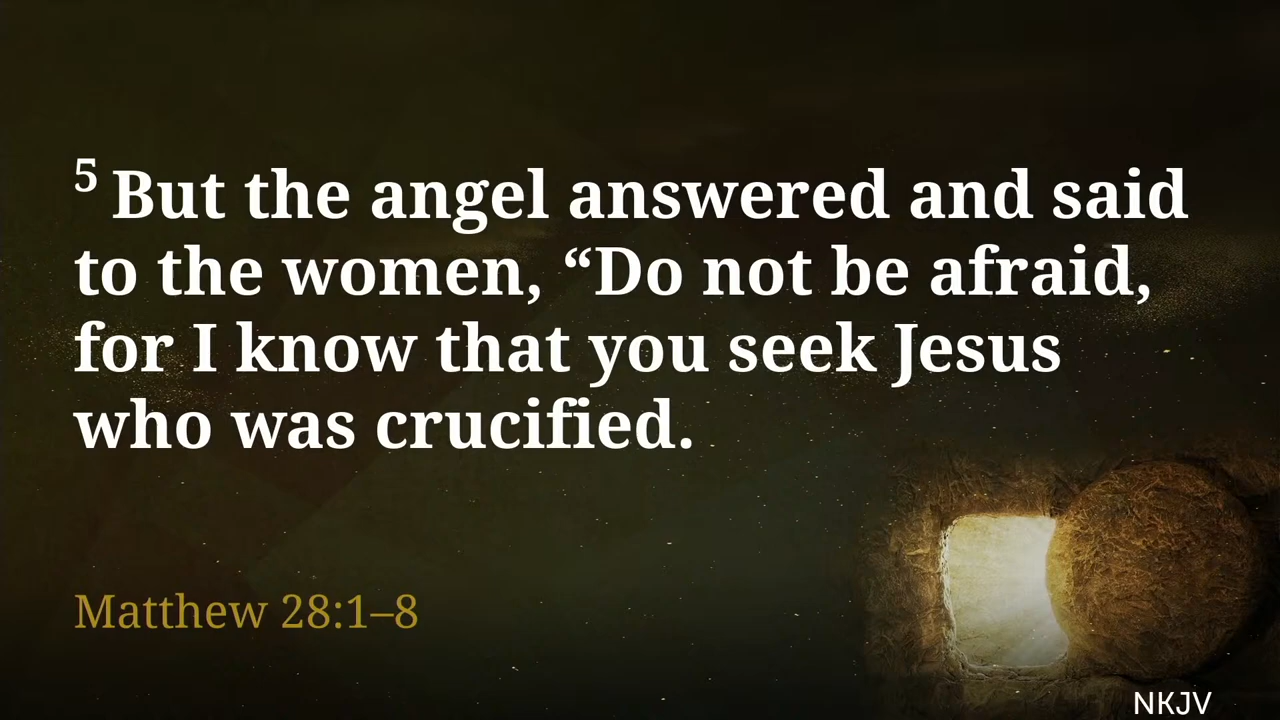 5 But the angel answered and said
to the women, “Do not be afraid,
for I know that you seek Jesus
who was crucified.
Matthew 28:1–8
NKJV